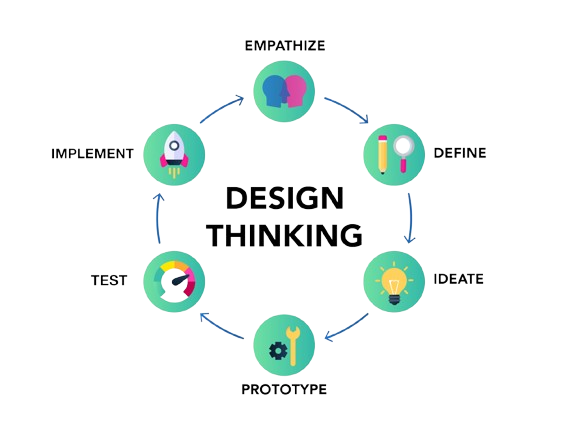 EMPATHIZE
DEFINE
IDEATE
PROTOTYPE
TEST
IMPLEMENT
DESIGN
THINKING